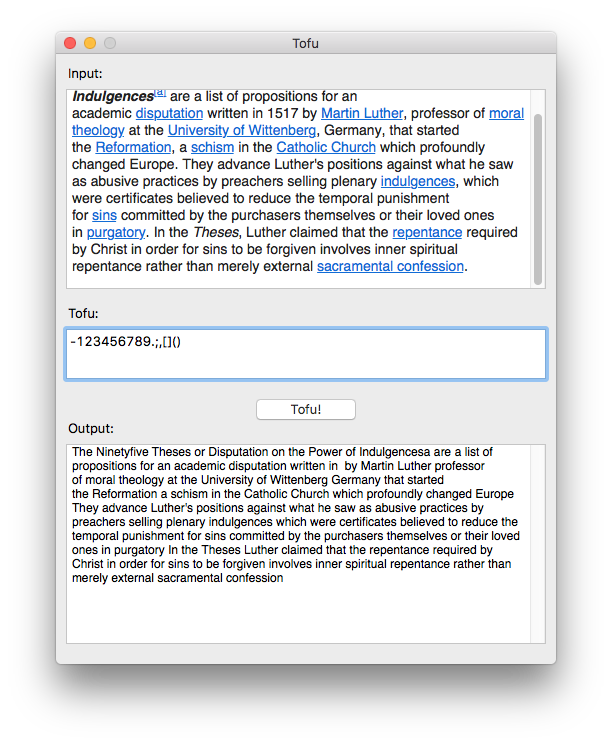 Tofu
Input:
Indulgences[a] are a list of propositions for an
academic disputation written in 1517 by Martin Luther, professor of moral
theology at the University of Wittenberg, Germany, that started
the Reformation, a schism in the Catholic Church which profoundly
changed Europe. They advance Luther's positions against what he saw
as abusive practices by preachers selling plenary indulgences, which
were certificates believed to reduce the temporal punishment
for sins committed by the purchasers themselves or their loved ones
in purgatory. In the Theses, Luther claimed that the repentance required
by Christ in order for sins to be forgiven involves inner spiritual
repentance rather than merely external sacramental confession.
Tofu:
-123456789.;,[]()
Tofu!
Output:
The Ninetyfive Theses or Disputation on the Power of Indulgencesa are a list of
propositions for an academic disputation written in  by Martin Luther professor
of moral theology at the University of Wittenberg Germany that started
the Reformation a schism in the Catholic Church which profoundly changed Europe
They advance Luther's positions against what he saw as abusive practices by
preachers selling plenary indulgences which were certificates believed to reduce the
temporal punishment for sins committed by the purchasers themselves or their loved
ones in purgatory In the Theses Luther claimed that the repentance required by
Christ in order for sins to be forgiven involves inner spiritual repentance rather than
merely external sacramental confession